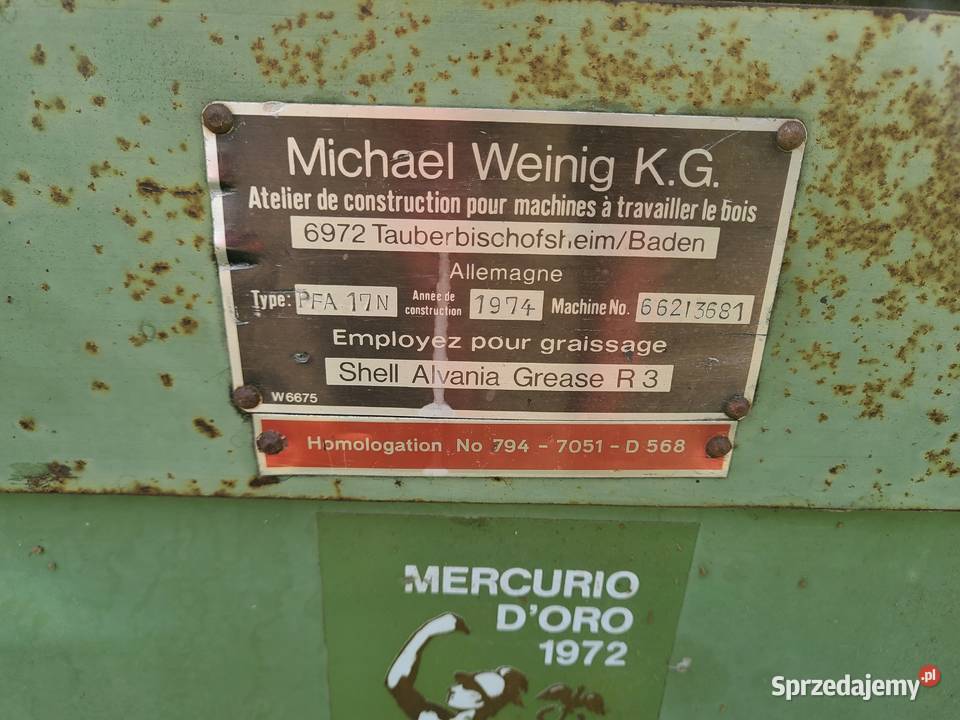 Michael Weinig K.G.
Atelier de construction pour machines à travailler le bois
6972 Tauberbischofsheim/Baden
Allemagne
Type: PFA 17N Année de construction 1974 Machine No. 66213681
Employez pour graissage
Shell Alvania Grease R 3
W6675
Homologation No 794 - 7051 - D 568
MERCURIO
D'ORO
1972
Sprzedajemy.pl